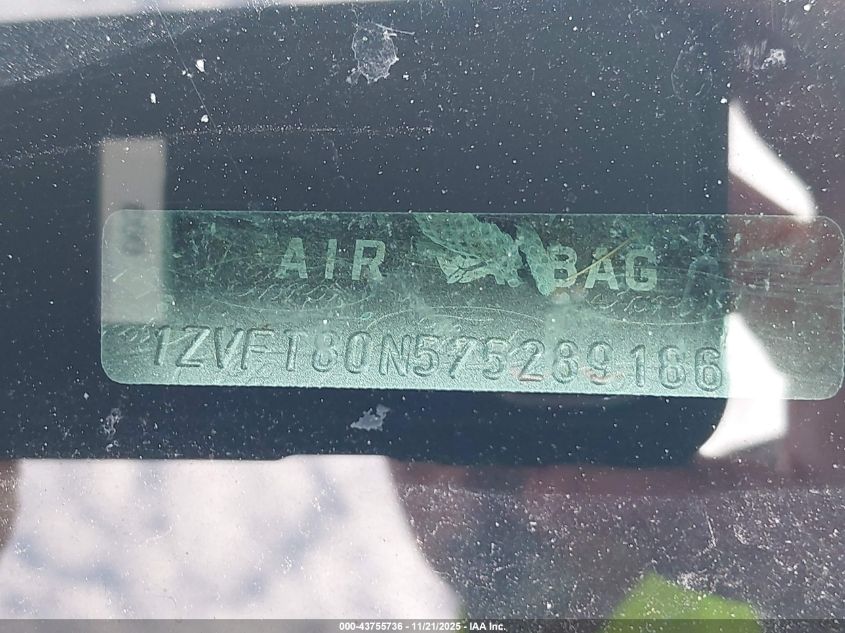 AIR BAG
1ZVFT80N575289186
000-43755736 - 11/21/2025 - IAA Inc.